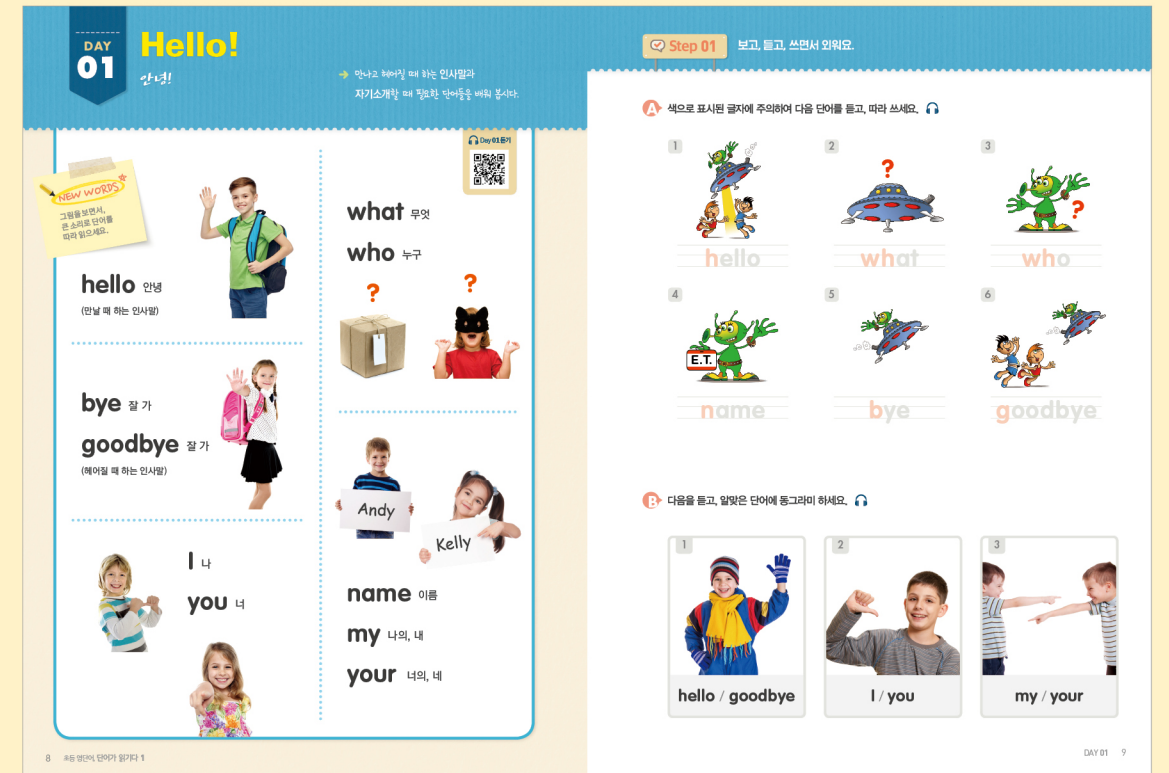 DAY
01
Hello!
안녕!
만나고 헤어질 때 하는 인사말과
자기소개할 때 필요한 단어들을 배워 봅시다.
Day 01 듣기
NEW WORDS
그림을 보면서,
큰 소리로 단어를
따라 읽으세요.
hello 안녕
(만날 때 하는 인사말)
bye 잘 가
goodbye 잘 가
(헤어질 때 하는 인사말)
I 나
you 너
what 무엇
who 누구
?
?
Andy
Kelly
name 이름
my 나의, 내
your 너의, 네
8 초등 영단어, 단어가 읽기다 1
Step 01 보고, 듣고, 쓰면서 외워요.
A 색으로 표시된 글자에 주의하여 다음 단어를 듣고, 따라 쓰세요.
1
hello
2
?
what
3
?
who
4
E.T.
name
5
bye
6
goodbye
B 다음을 듣고, 알맞은 단어에 동그라미 하세요.
1
hello / goodbye
2
I / you
3
my / your
DAY 01 9